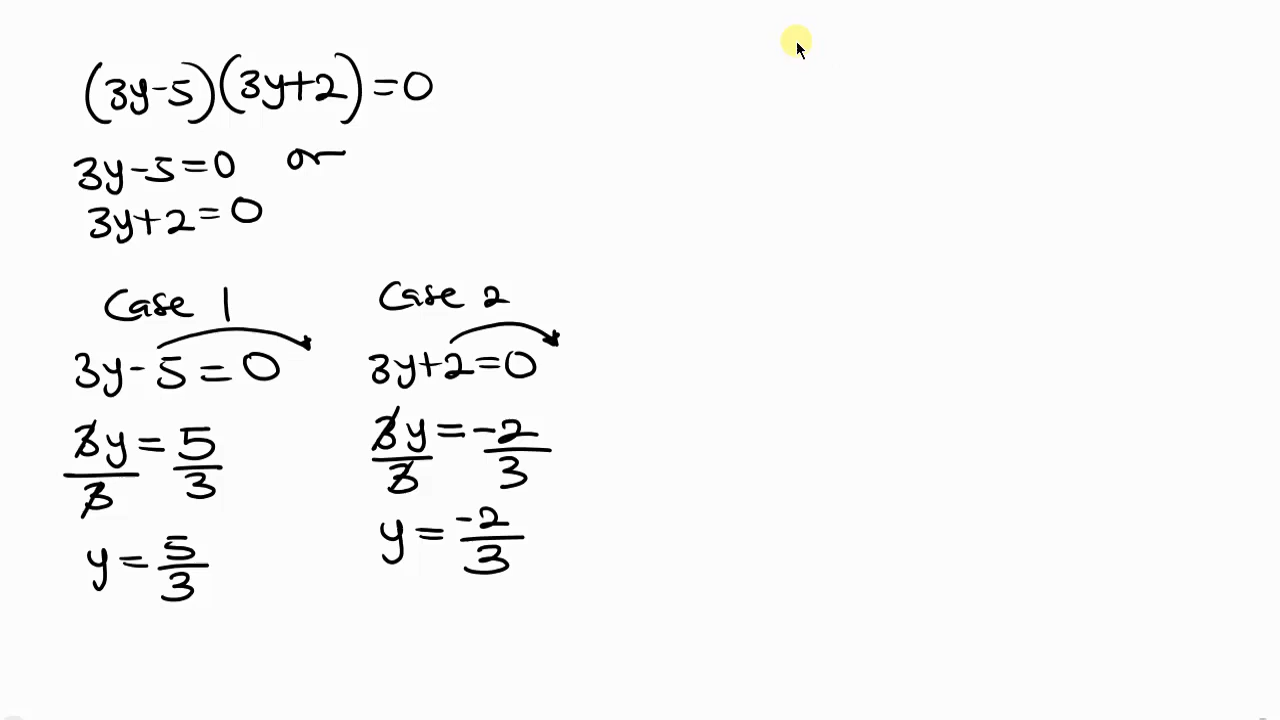 (3y-5)(3y+2)=0
3y-5=0 or
3y+2=0
Case 1
3y-5=0
3y/3=5/3
y=5/3
Case 2
3y+2=0
3y/3=-2/3
y=-2/3